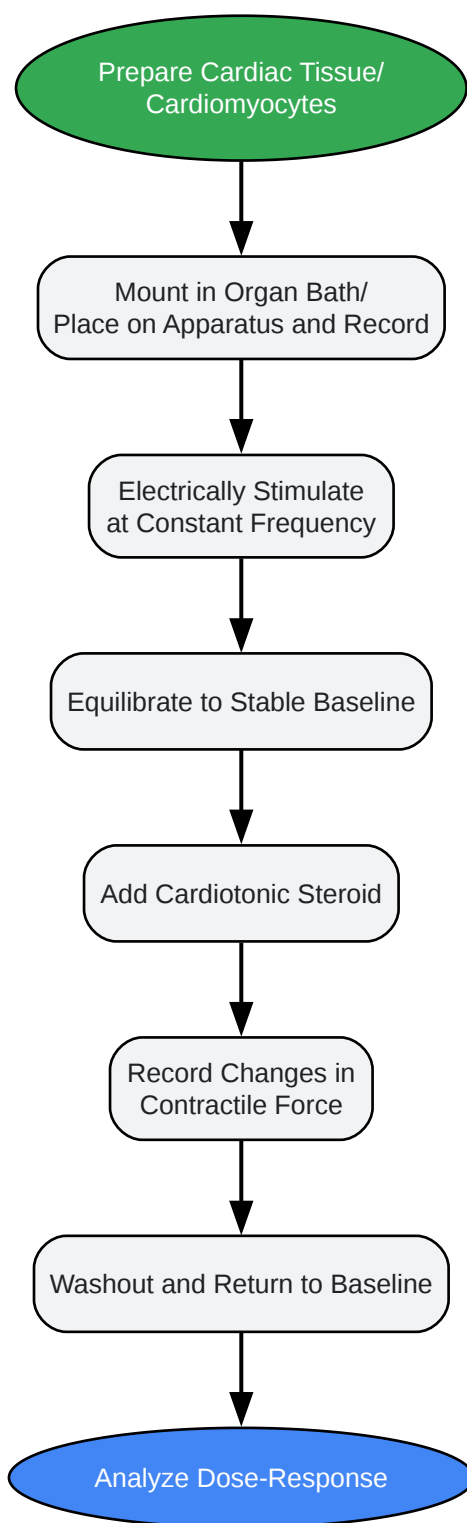 Prepare Cardiac Tissue/
Cardiomyocytes
Mount in Organ Bath/
Place on Apparatus and Record
Electrically Stimulate
at Constant Frequency
Equilibrate to Stable Baseline
Add Cardiotonic Steroid
Record Changes in
Contractile Force
Washout and Return to Baseline
Analyze Dose-Response